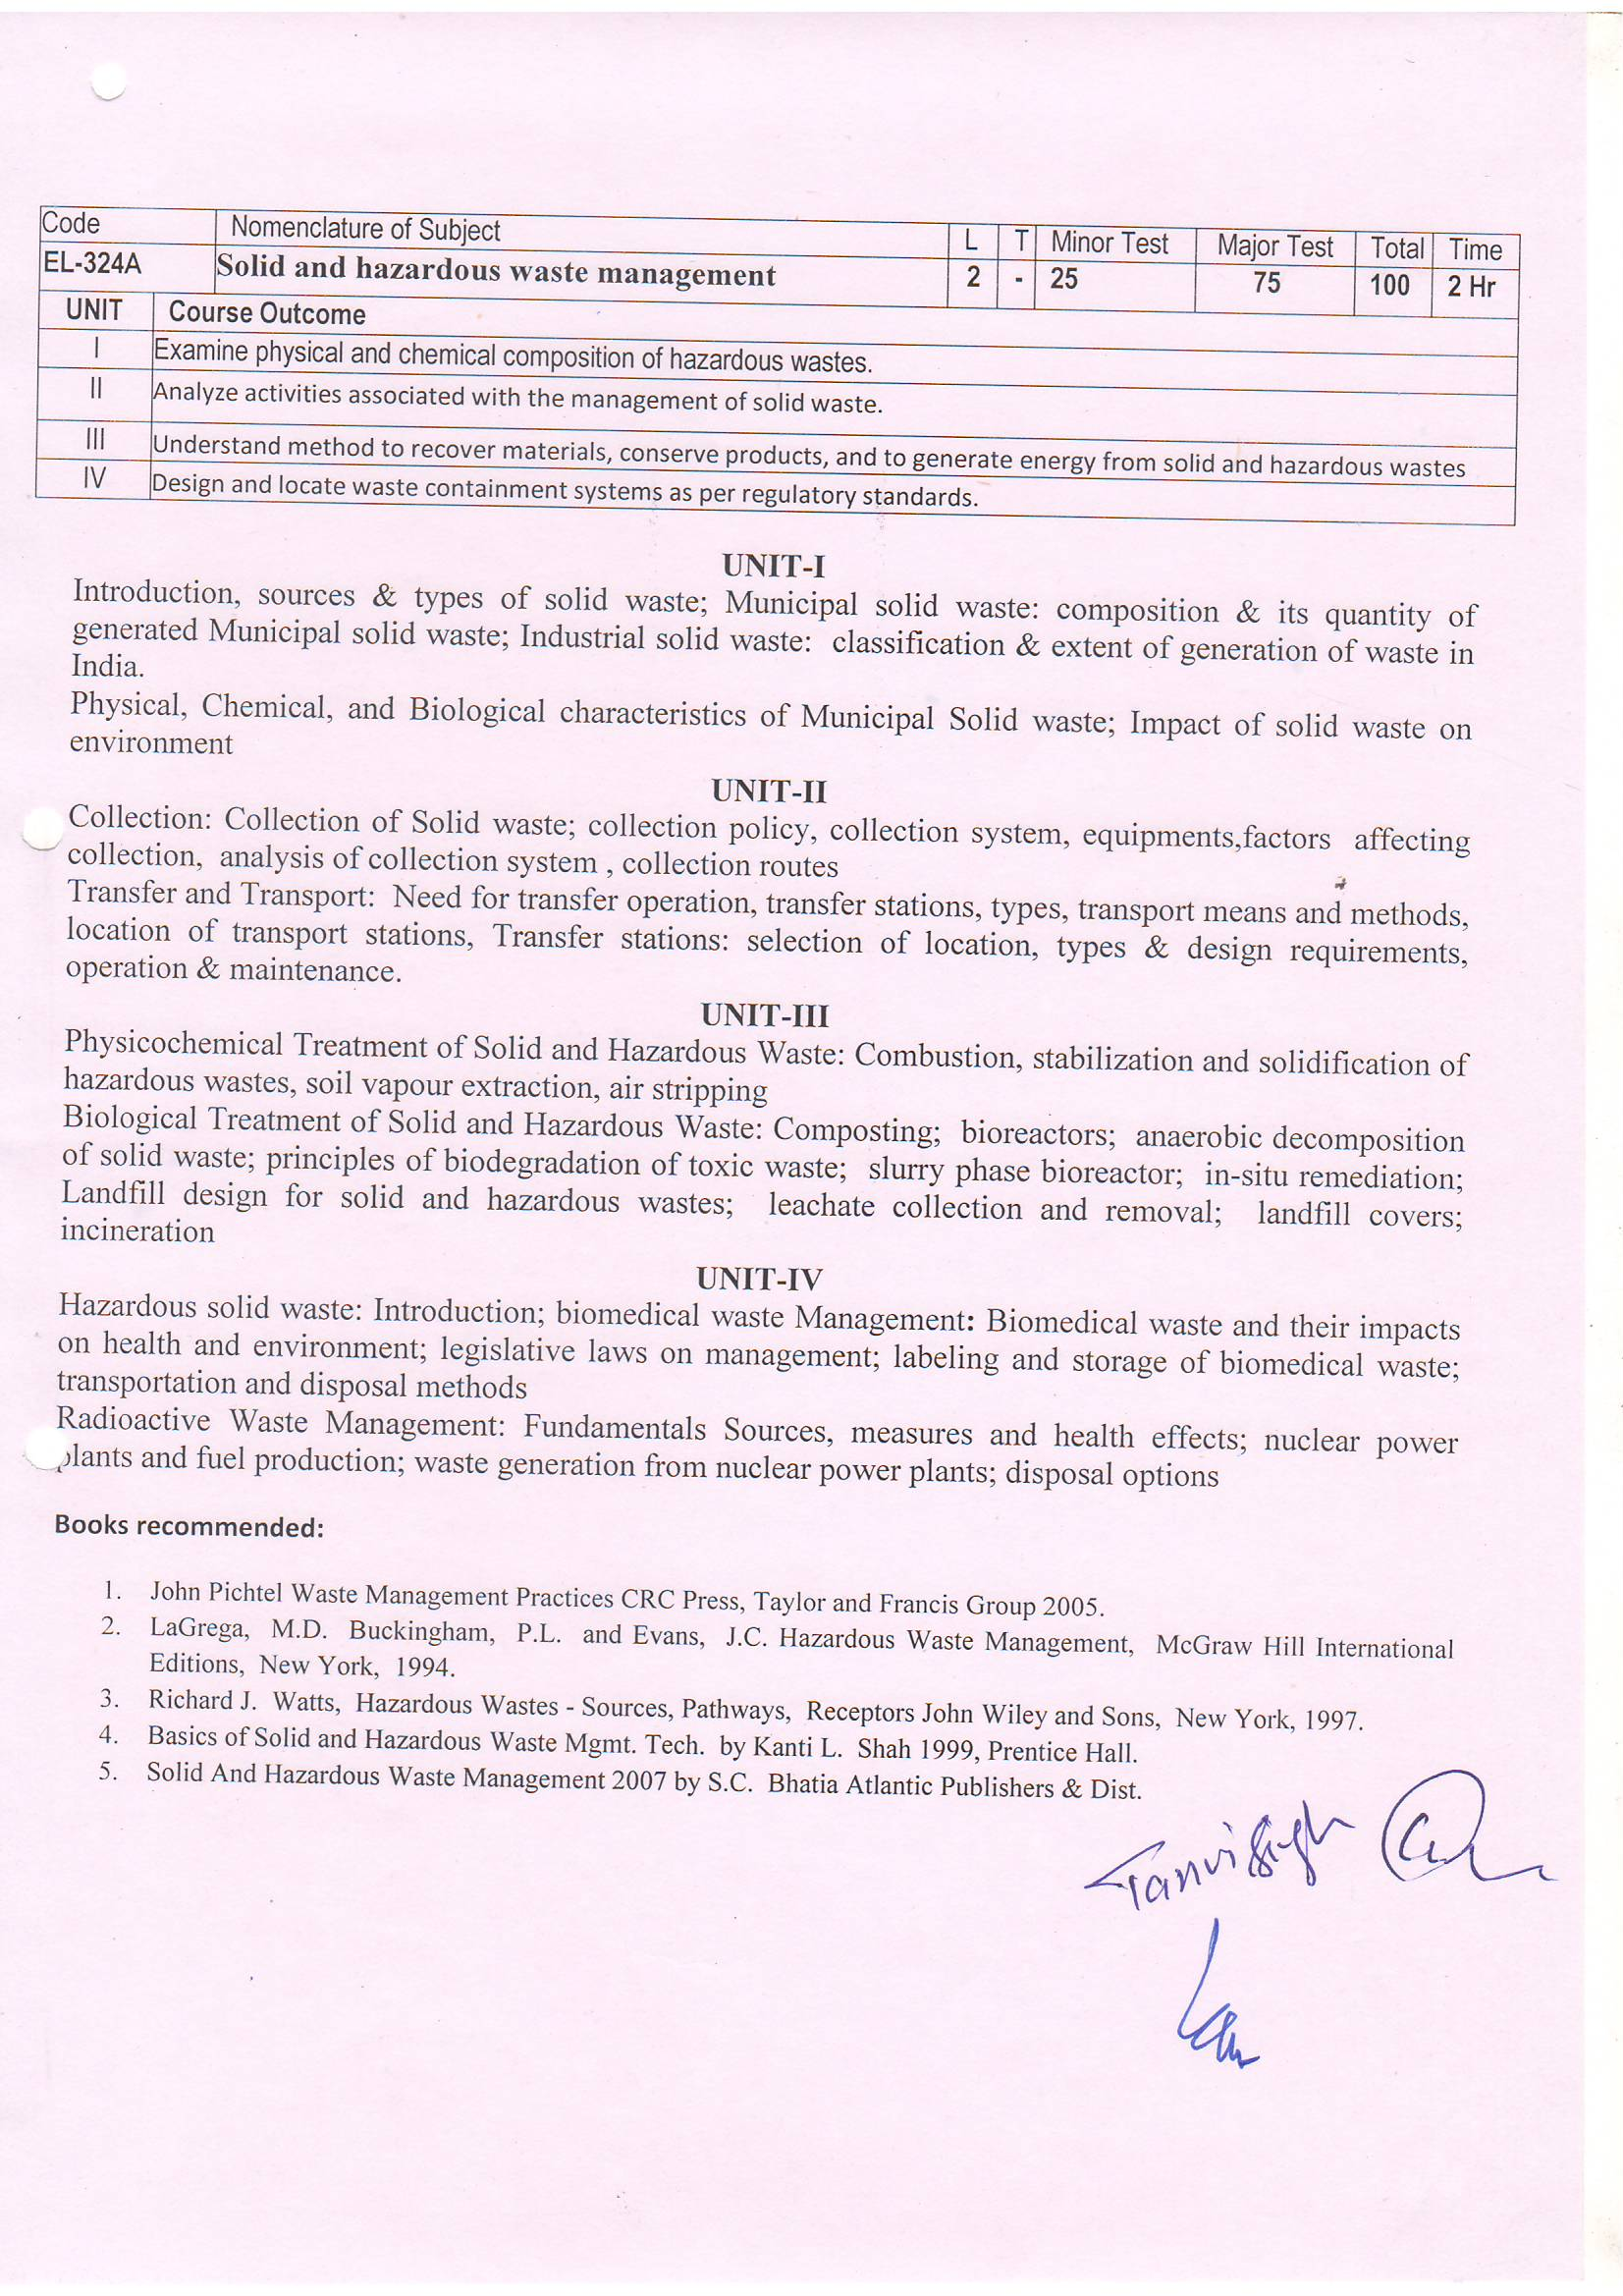 Code Nomenclature of Subject L T Minor Test Major Test Total Time
EL-324A Solid and hazardous waste management 2 - 25 75 100 2 Hr
UNIT Course Outcome
I Examine physical and chemical composition of hazardous wastes.
II Analyze activities associated with the management of solid waste.
III Understand method to recover materials, conserve products, and to generate energy from solid and hazardous wastes
IV Design and locate waste containment systems as per regulatory standards.
UNIT-I
Introduction, sources & types of solid waste; Municipal solid waste: composition & its quantity of
generated Municipal solid waste; Industrial solid waste: classification & extent of generation of waste in
India.
Physical, Chemical, and Biological characteristics of Municipal Solid waste; Impact of solid waste on
environment
UNIT-II
Collection: Collection of Solid waste; collection policy, collection system, equipments,factors affecting
collection, analysis of collection system , collection routes
Transfer and Transport: Need for transfer operation, transfer stations, types, transport means and methods,
location of transport stations, Transfer stations: selection of location, types & design requirements,
operation & maintenance.
UNIT-III
Physicochemical Treatment of Solid and Hazardous Waste: Combustion, stabilization and solidification of
hazardous wastes, soil vapour extraction, air stripping
Biological Treatment of Solid and Hazardous Waste: Composting; bioreactors; anaerobic decomposition
of solid waste; principles of biodegradation of toxic waste; slurry phase bioreactor; in-situ remediation;
Landfill design for solid and hazardous wastes; leachate collection and removal; landfill covers;
incineration
UNIT-IV
Hazardous solid waste: Introduction; biomedical waste Management: Biomedical waste and their impacts
on health and environment; legislative laws on management; labeling and storage of biomedical waste;
transportation and disposal methods
Radioactive Waste Management: Fundamentals Sources, measures and health effects; nuclear power
plants and fuel production; waste generation from nuclear power plants; disposal options
Books recommended:
1. John Pichtel Waste Management Practices CRC Press, Taylor and Francis Group 2005.
2. LaGrega, M.D. Buckingham, P.L. and Evans, J.C. Hazardous Waste Management, McGraw Hill International
Editions, New York, 1994.
3. Richard J. Watts, Hazardous Wastes - Sources, Pathways, Receptors John Wiley and Sons, New York, 1997.
4. Basics of Solid and Hazardous Waste Mgmt. Tech. by Kanti L. Shah 1999, Prentice Hall.
5. Solid And Hazardous Waste Management 2007 by S.C. Bhatia Atlantic Publishers & Dist.